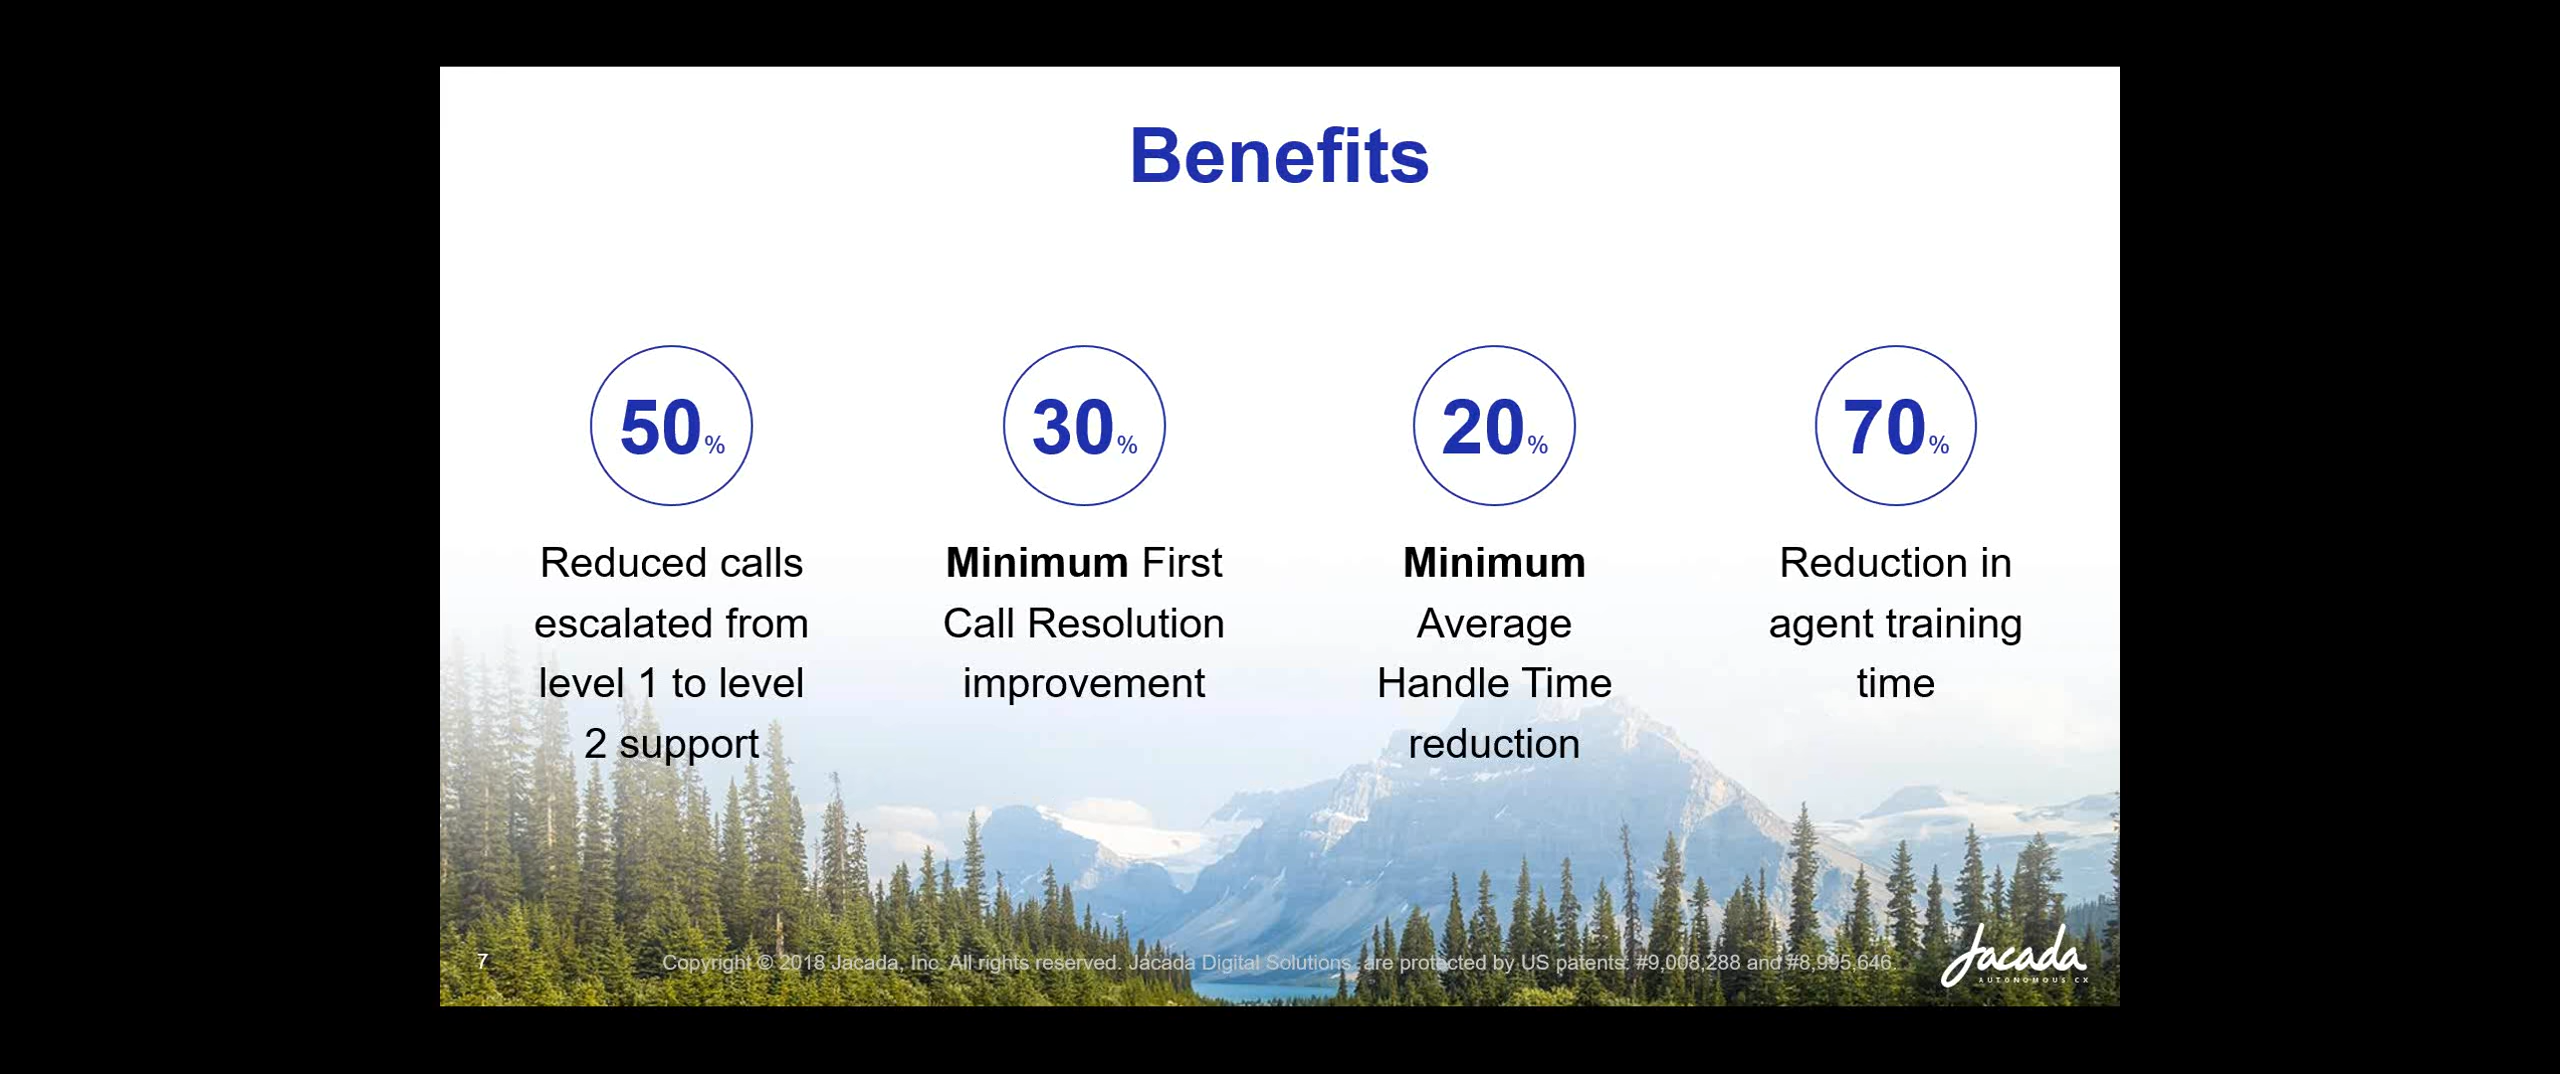 Benefits
50%
30%
20%
70%
Reduced calls
escalated from
level 1 to level
2 support
Minimum First
Call Resolution
improvement
Minimum
Average
Handle Time
reduction
Reduction in
agent training
time
7
Copyright © 2018 Jacada, Inc. All rights reserved. Jacada Digital Solutions are protected by US patents: #9,008,288 and #8,995,646.
Jacada
AUTONOMOUS CX